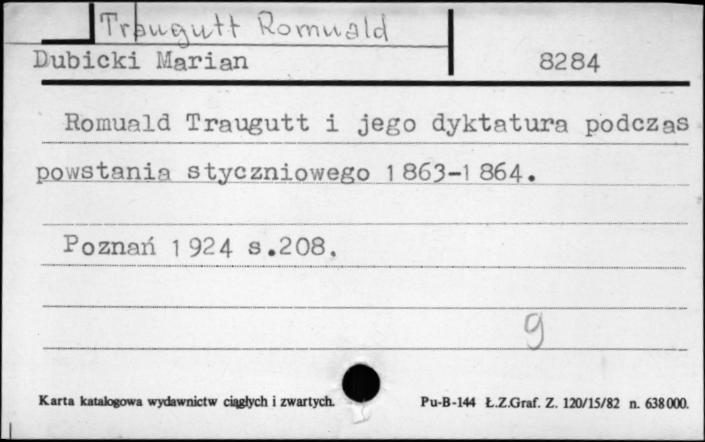 Traugutt Romuald
Dubicki Marian 8284
Romuald Traugutt i jego dyktatura podczas
powstania styczniowego 1863-1864.
Poznań 1924 s.208.
g
Karta katalogowa wydawnictw ciągłych i zwartych. Pu-B-144 Ł.Z.Graf. Z. 120/15/82 n. 638000.